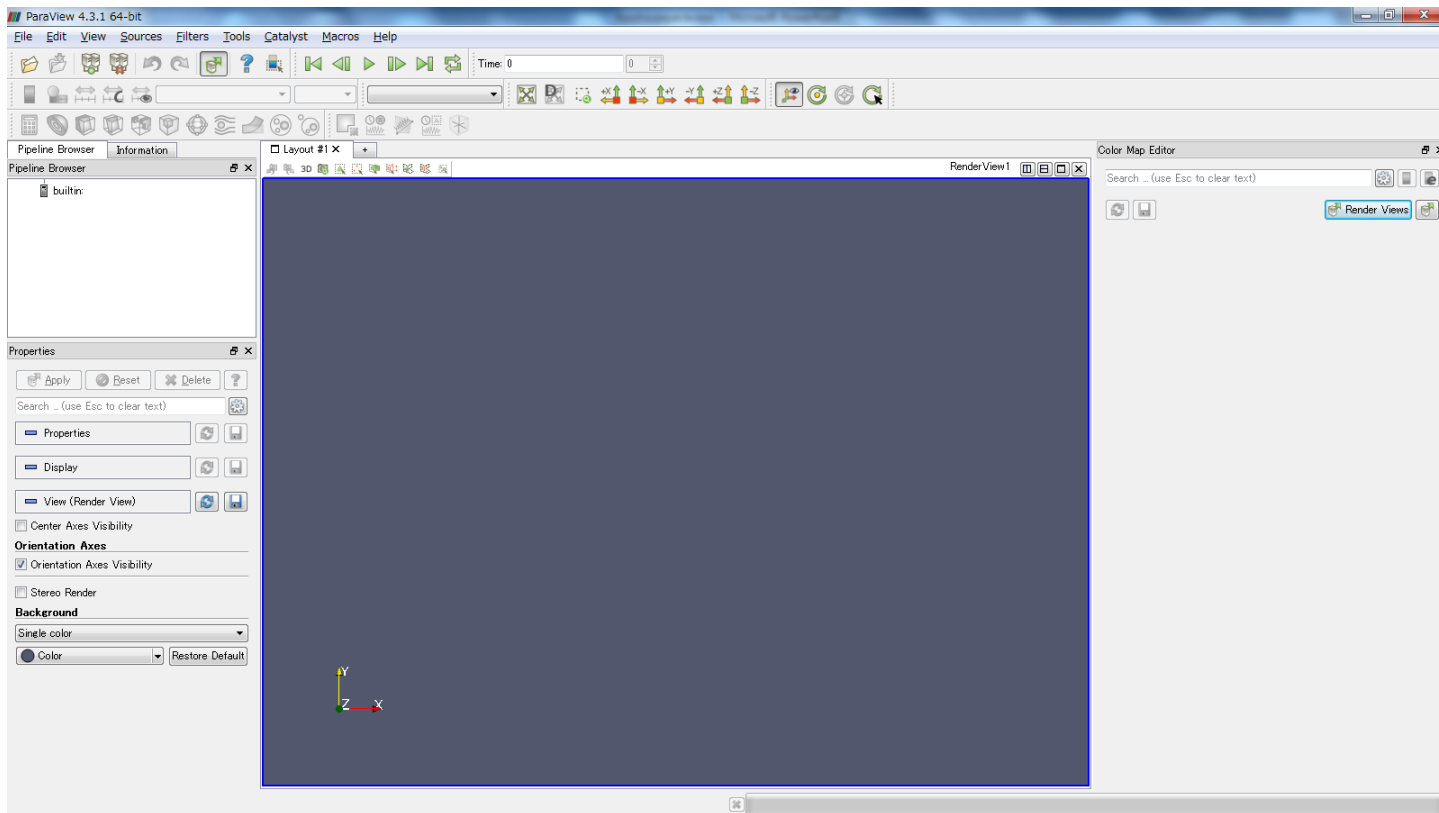 ParaView 4.3.1 64-bit
File Edit View Sources Filters Tools Catalyst Macros Help
Time: 0 0
Pipeline Browser Information
Layout #1
Color Map Editor
Pipeline Browser
3D
RenderView1
Search ... (use Esc to clear text)
builtin:
Render Views
Properties
Apply Reset Delete ?
Search ... (use Esc to clear text)
Properties
Display
View (Render View)
Center Axes Visibility
Orientation Axes
Orientation Axes Visibility
Stereo Render
Background
Single color
Color Restore Default
Y
Z X